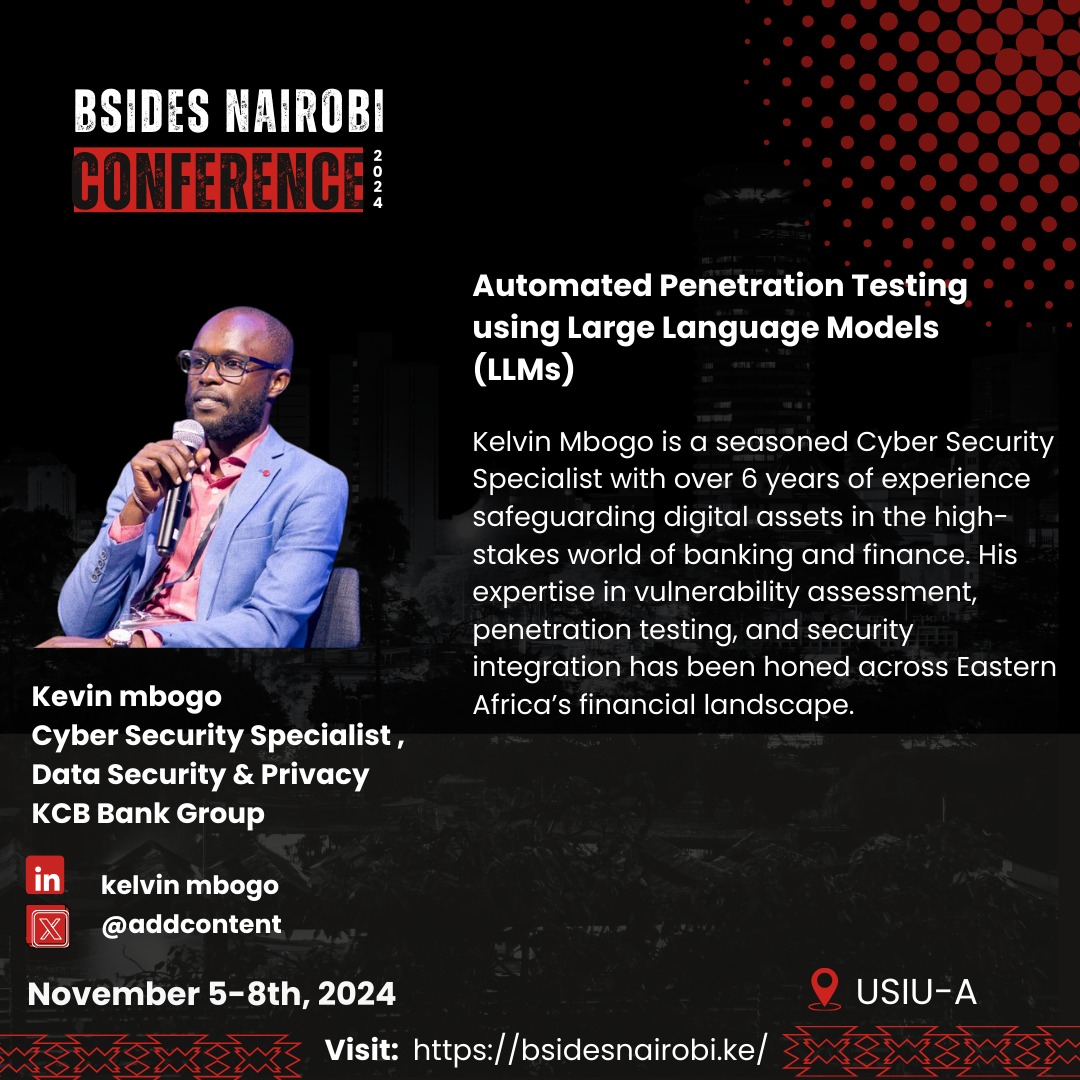 BSIDES NAIROBI
CONFERENCE
2024
Automated Penetration Testing
using Large Language Models
(LLMs)
Kelvin Mbogo is a seasoned Cyber Security
Specialist with over 6 years of experience
safeguarding digital assets in the high-
stakes world of banking and finance. His
expertise in vulnerability assessment,
penetration testing, and security
integration has been honed across Eastern
Africa’s financial landscape.
Kevin mbogo
Cyber Security Specialist ,
Data Security & Privacy
KCB Bank Group
in
kelvin mbogo
X
@addcontent
November 5-8th, 2024
USIU-A
Visit: https://bsidesnairobi.ke/